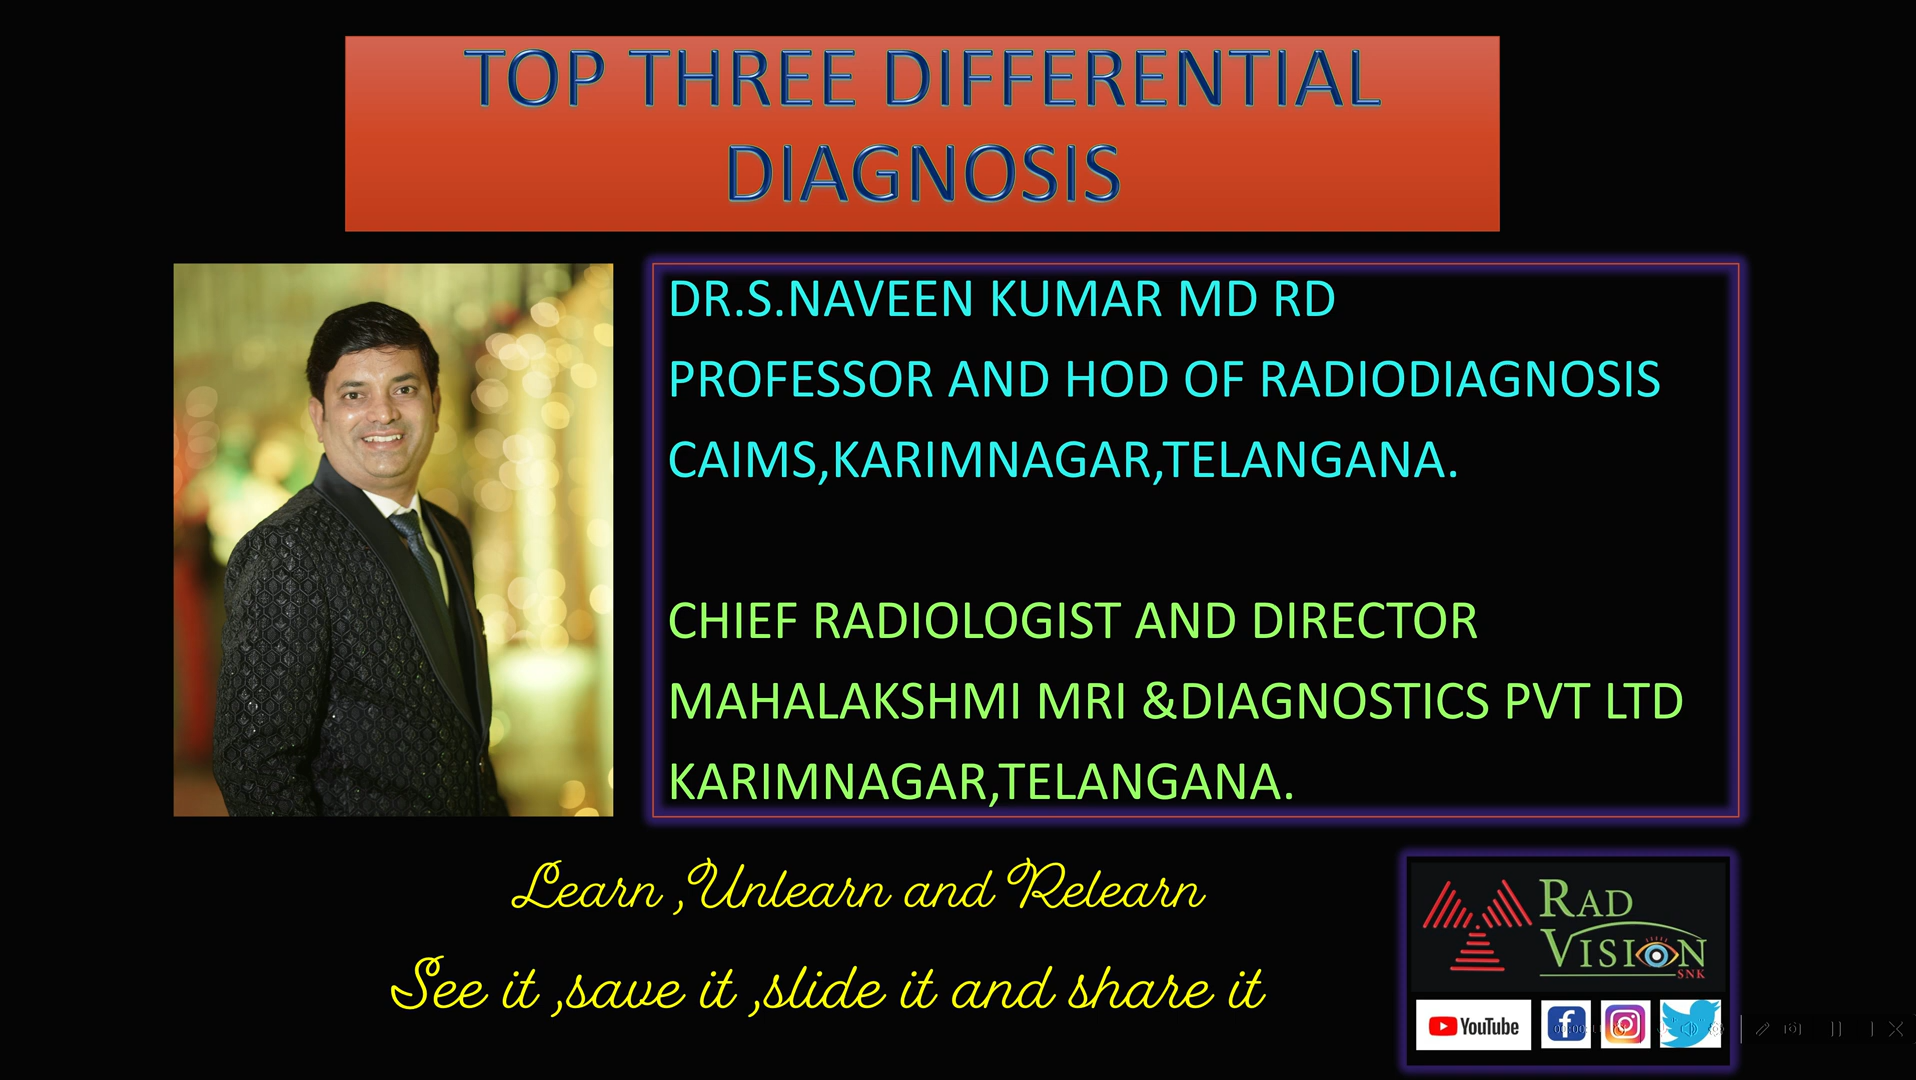 TOP THREE DIFFERENTIAL
DIAGNOSIS
DR.S.NAVEEN KUMAR MD RD
PROFESSOR AND HOD OF RADIODIAGNOSIS
CAIMS,KARIMNAGAR,TELANGANA.
CHIEF RADIOLOGIST AND DIRECTOR
MAHALAKSHMI MRI &DIAGNOSTICS PVT LTD
KARIMNAGAR,TELANGANA.
Learn ,Unlearn and Relearn
See it ,save it ,slide it and share it
RAD
VISION
SNK
YouTube